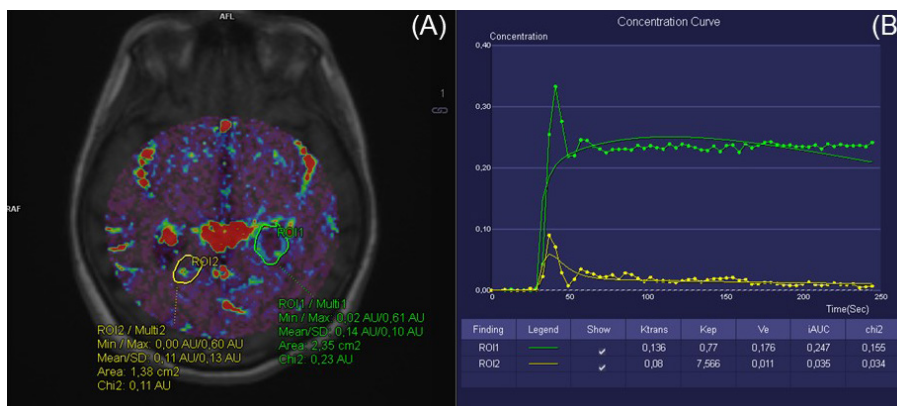 AFL
(A)
1
RAF
ROI1
ROI2
ROI1 / Multi1
Min / Max: 0,02 AU/0,61 AU
Mean/SD: 0,14 AU/0,10 AU
Area: 2,35 cm2
Chi2: 0,23 AU
ROI2 / Multi2
Min / Max: 0,00 AU/0,60 AU
Mean/SD: 0,11 AU/0,13 AU
Area: 1,38 cm2
Chi2: 0,11 AU
Concentration Curve
(B)
Concentration
0,40
0,30
0,20
0,10
0,00
0 50 100 150 200 250
Time(Sec)
Finding Legend Show Ktrans Kep Ve iAUC chi2
ROI1 0,136 0,77 0,176 0,247 0,155
ROI2 0,08 7,566 0,011 0,035 0,034